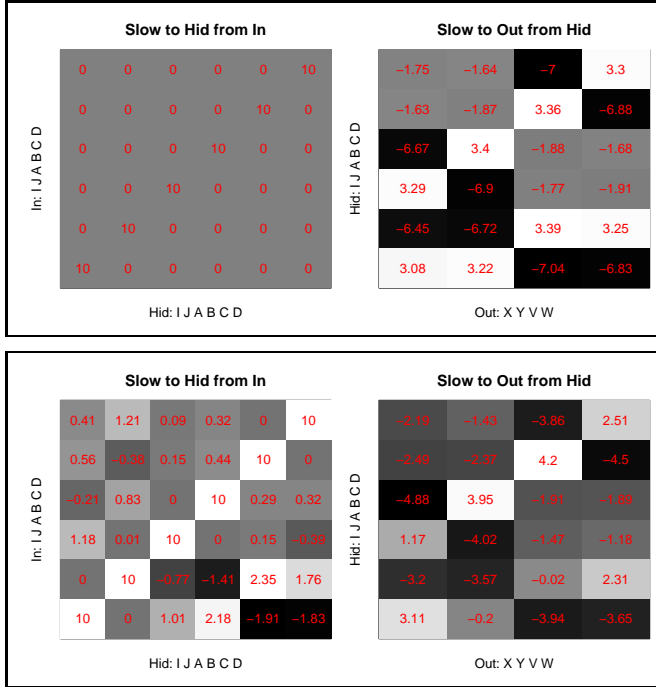 Slow to Hid from In Slow to Out from Hid
In: I J A B C D
0 0 0 0 0 10
0 0 0 0 10 0
0 0 0 10 0 0
0 0 10 0 0 0
0 10 0 0 0 0
10 0 0 0 0 0
Hid: I J A B C D
Hid: I J A B C D
−1.75 −1.64 −7 3.3
−1.63 −1.87 3.36 −6.88
−6.67 3.4 −1.88 −1.68
3.29 −6.9 −1.77 −1.91
−6.45 −6.72 3.39 3.25
3.08 3.22 −7.04 −6.83
Out: X Y V W
Slow to Hid from In Slow to Out from Hid
In: I J A B C D
0.41 1.21 0.09 0.32 0 10
0.56 −0.38 0.15 0.44 10 0
−0.21 0.83 0 10 0.29 0.32
1.18 0.01 10 0 0.15 −0.39
0 10 −0.77 −1.41 2.35 1.76
10 0 1.01 2.18 −1.91 −1.83
Hid: I J A B C D
Hid: I J A B C D
−1.43 −3.86 2.51
−2.49 −2.37 4.2 −4.5
−4.88 3.95 −1.91 −1.89
1.17 −4.02 −1.47 −1.18
−3.2 −3.57 −0.02 2.31
3.11 −0.2 −3.94 −3.65
Out: X Y V W